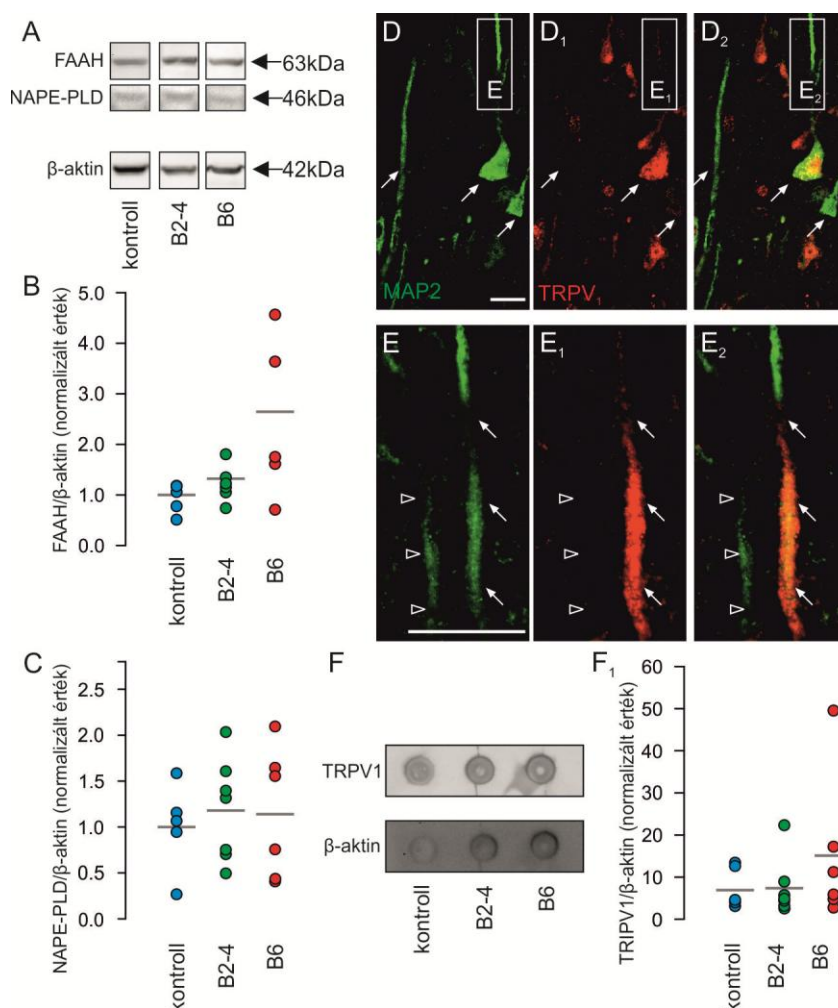 A
FAAH
63kDa
NAPE-PLD
46kDa
β-aktin
42kDa
kontroll
B2-4
B6
B
FAAH/β-aktin (normalizált érték)
5.0
4.0
3.0
2.0
1.0
0.0
kontroll
B2-4
B6
C
NAPE-PLD/β-aktin (normalizált érték)
2.5
2.0
1.5
1.0
0.5
0.0
kontroll
B2-4
B6
D
E
MAP2
D1
E1
TRPV1
D2
E2
E
E1
E2
F
TRPV1
β-aktin
kontroll
B2-4
B6
F1
TRIPV1/β-aktin (normalizált érték)
60
50
40
30
20
10
0
kontroll
B2-4
B6